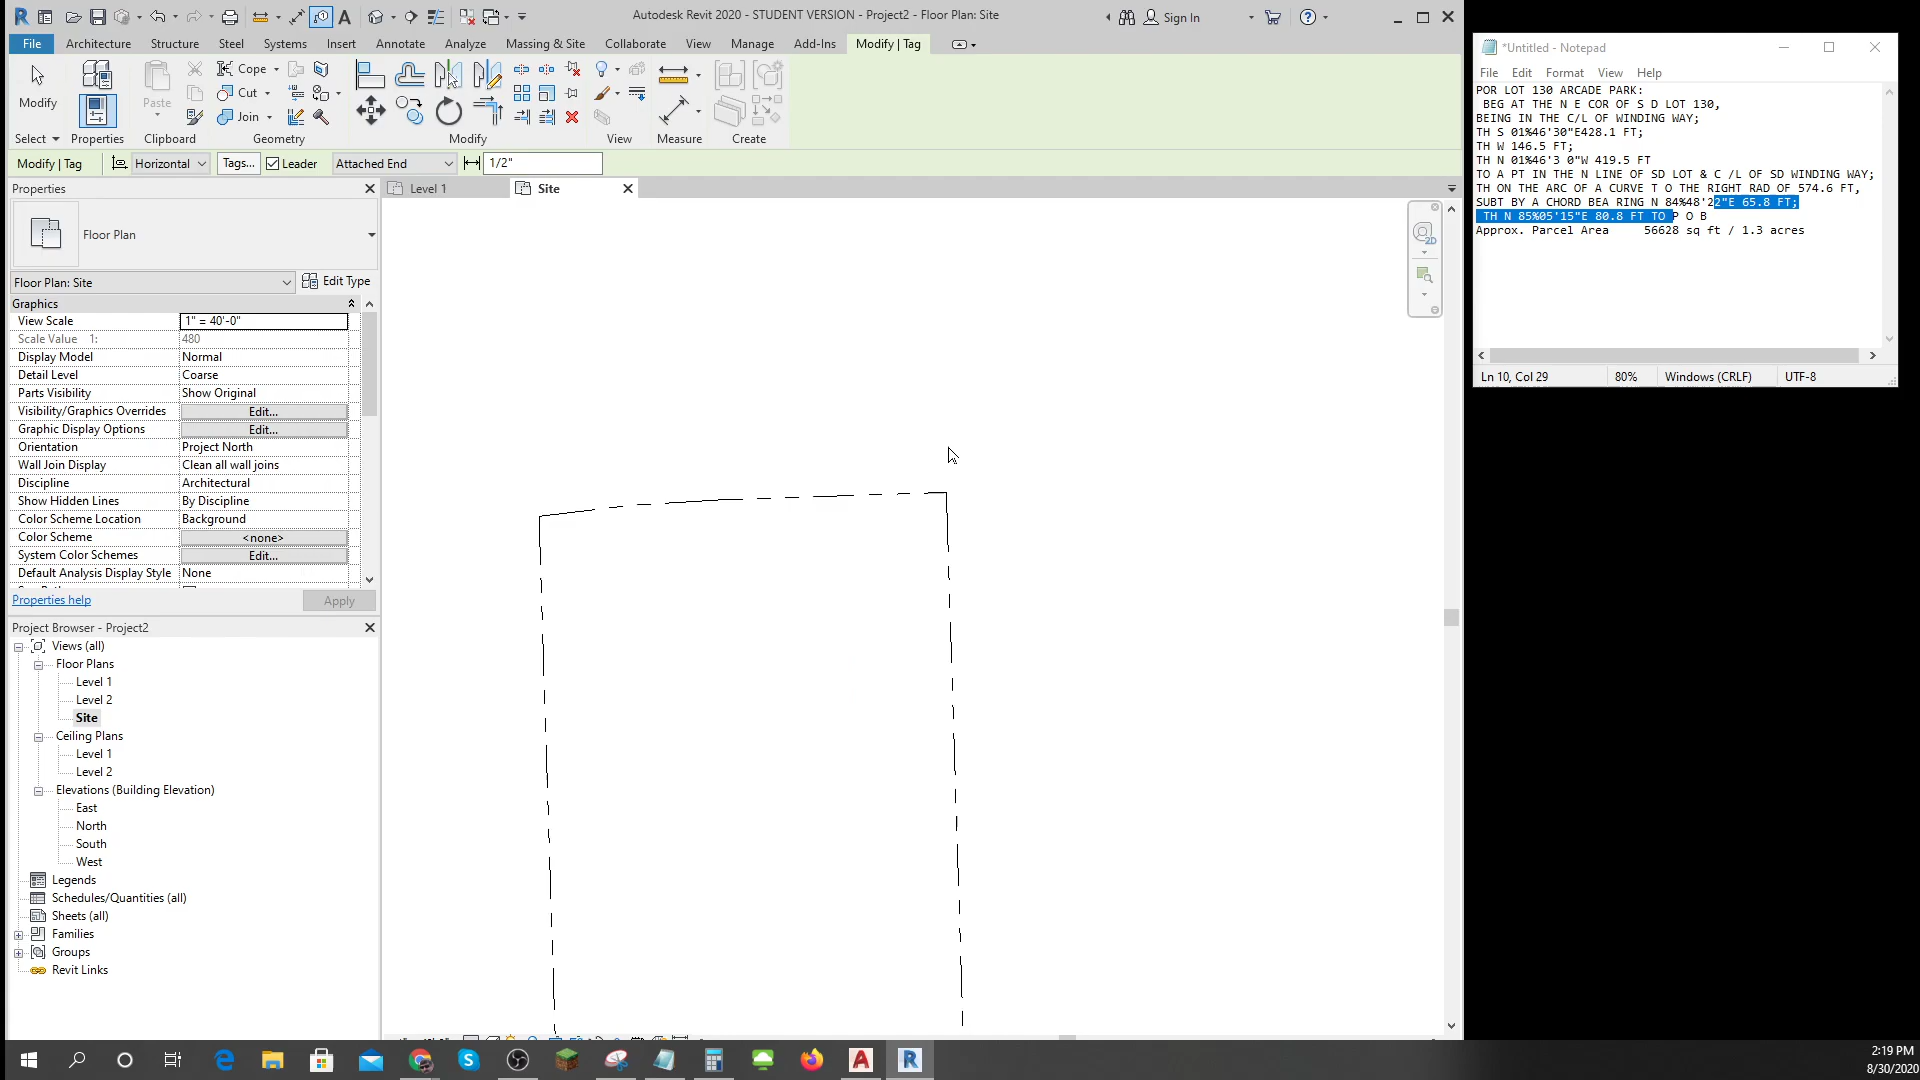 Autodesk Revit 2020 - STUDENT VERSION - Project2 - Floor Plan: Site
Sign In
File Architecture Structure Steel Systems Insert Annotate Analyze Massing & Site Collaborate View Manage Add-Ins Modify | Tag
Modify
Paste
Cope
Cut
Join
Select Properties Clipboard Geometry Modify View Measure Create
Modify | Tag Horizontal Tags... Leader Attached End 1/2"
Properties
Level 1
Site
Floor Plan
Floor Plan: Site Edit Type
Graphics
View Scale 1" = 40'-0"
Scale Value 1: 480
Display Model Normal
Detail Level Coarse
Parts Visibility Show Original
Visibility/Graphics Overrides Edit...
Graphic Display Options Edit...
Orientation Project North
Wall Join Display Clean all wall joins
Discipline Architectural
Show Hidden Lines By Discipline
Color Scheme Location Background
Color Scheme <none>
System Color Schemes Edit...
Default Analysis Display Style None
Properties help Apply
Project Browser - Project2
Views (all)
Floor Plans
Level 1
Level 2
Site
Ceiling Plans
Level 1
Level 2
Elevations (Building Elevation)
East
North
South
West
Legends
Schedules/Quantities (all)
Sheets (all)
Families
Groups
Revit Links
*Untitled - Notepad
File Edit Format View Help
POR LOT 130 ARCADE PARK:
BEG AT THE N E COR OF S D LOT 130,
BEING IN THE C/L OF WINDING WAY;
TH S 01%46'30"E428.1 FT;
TH W 146.5 FT;
TH N 01%46'3 0"W 419.5 FT
TO A PT IN THE N LINE OF SD LOT & C /L OF SD WINDING WAY;
TH ON THE ARC OF A CURVE T O THE RIGHT RAD OF 574.6 FT,
SUBT BY A CHORD BEA RING N 84%48'22"E 65.8 FT;
TH N 85%05'15"E 80.8 FT TO P O B
Approx. Parcel Area 56628 sq ft / 1.3 acres
Ln 10, Col 29 80% Windows (CRLF) UTF-8
2:19 PM
8/30/2020